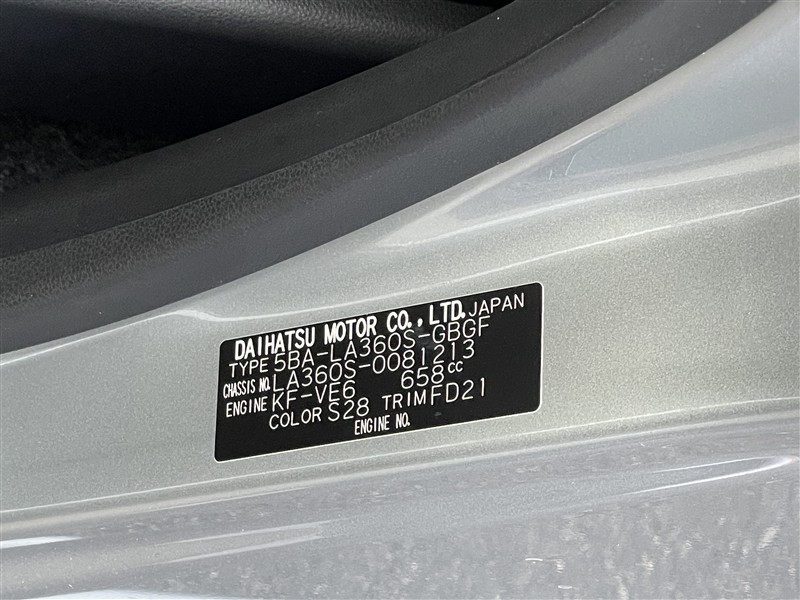 DAIHATSU MOTOR CO.,LTD. JAPAN
TYPE 5BA-LA360S-GBGF
CHASSIS NO. LA360S-0081213
ENGINE KF-VE6 658cc
COLOR S28 TRIM FD21
ENGINE NO.